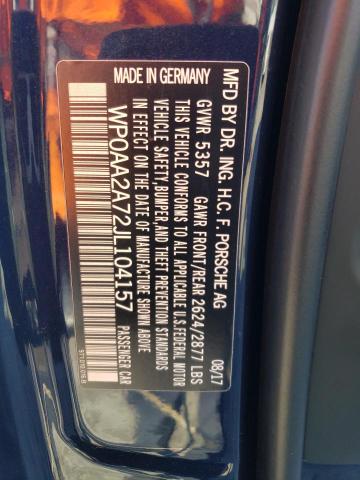 MFD BY DR. ING. H.C. F. PORSCHE AG 08/17
GVWR 5357 GAWR FRONT/REAR 2624/2877 LBS
THIS VEHICLE CONFORMS TO ALL APPLICABLE U.S. FEDERAL MOTOR
VEHICLE SAFETY, BUMPER, AND THEFT PREVENTION STANDARDS
IN EFFECT ON THE DATE OF MANUFACTURE SHOWN ABOVE
WP0AA2A72JL104157 PASSENGER CAR
MADE IN GERMANY